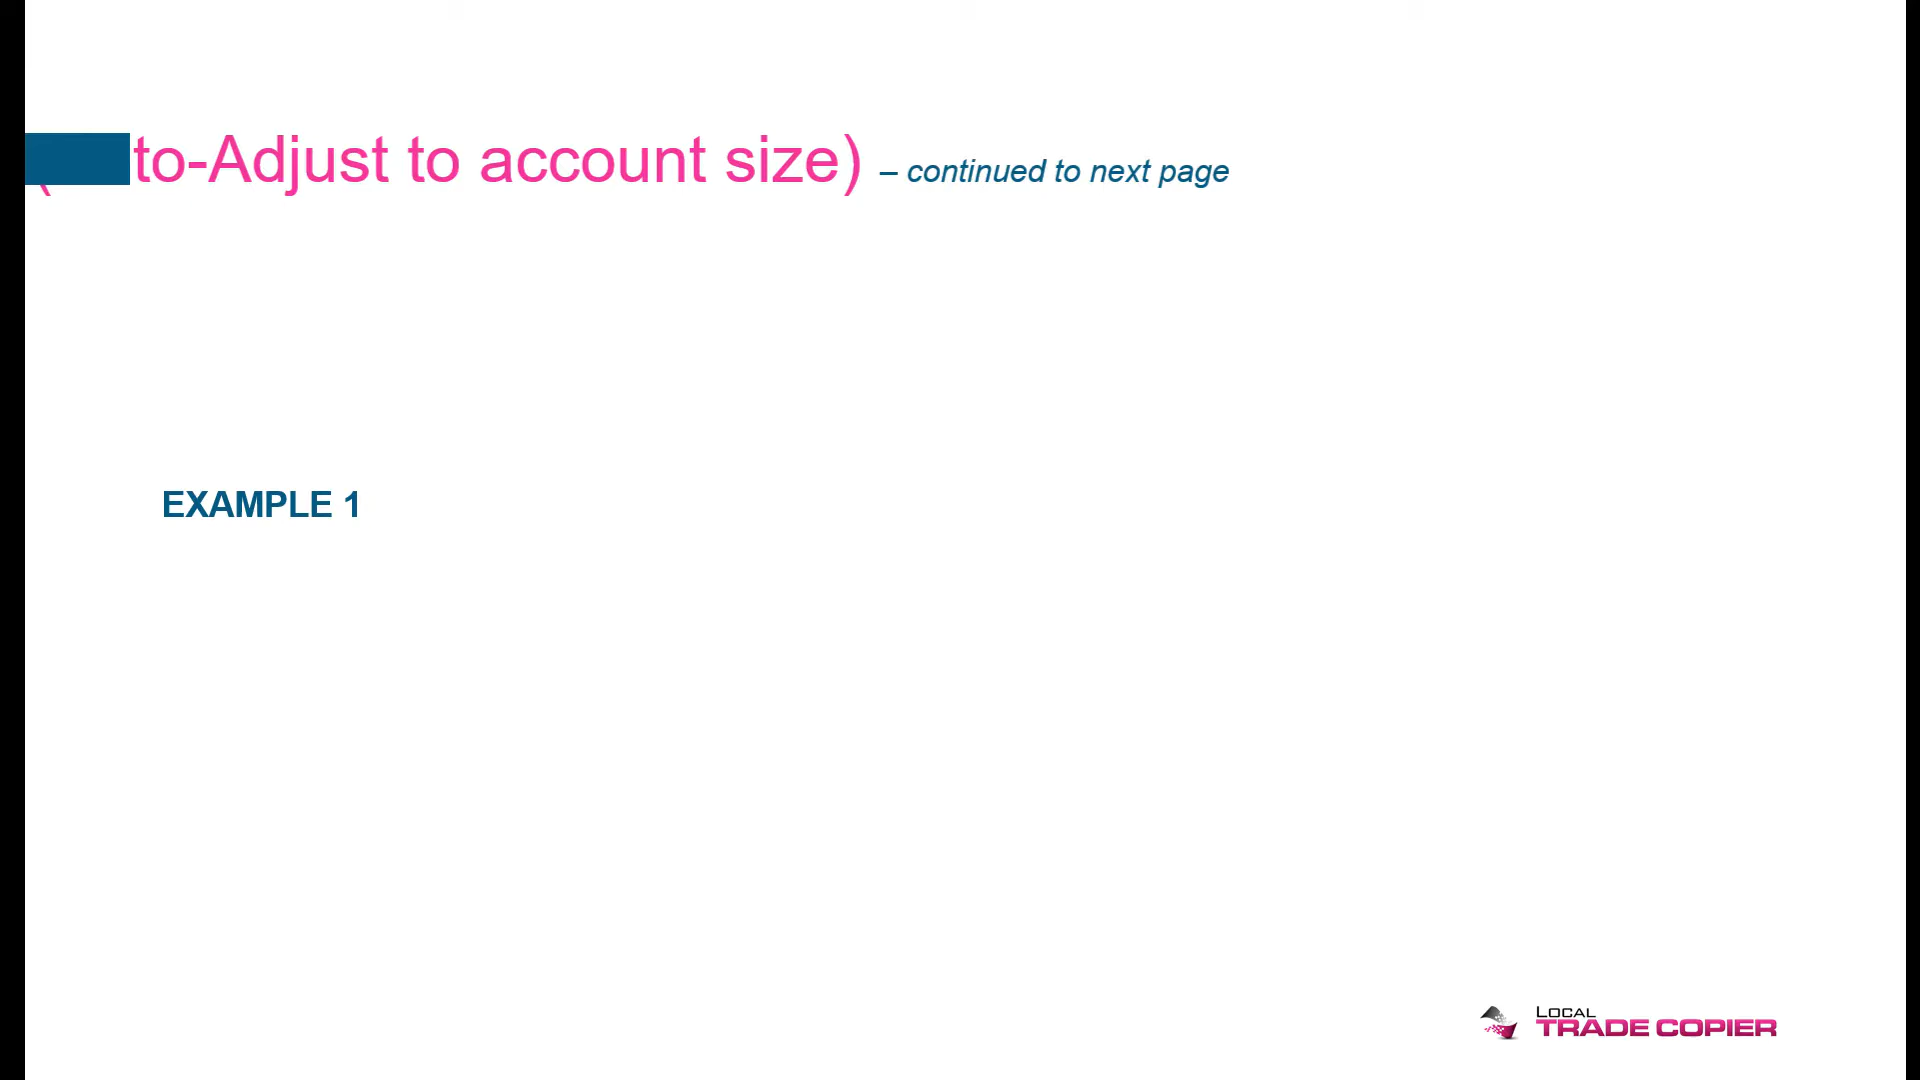 to-Adjust to account size) – continued to next page
EXAMPLE 1
LOCAL
TRADE COPIER